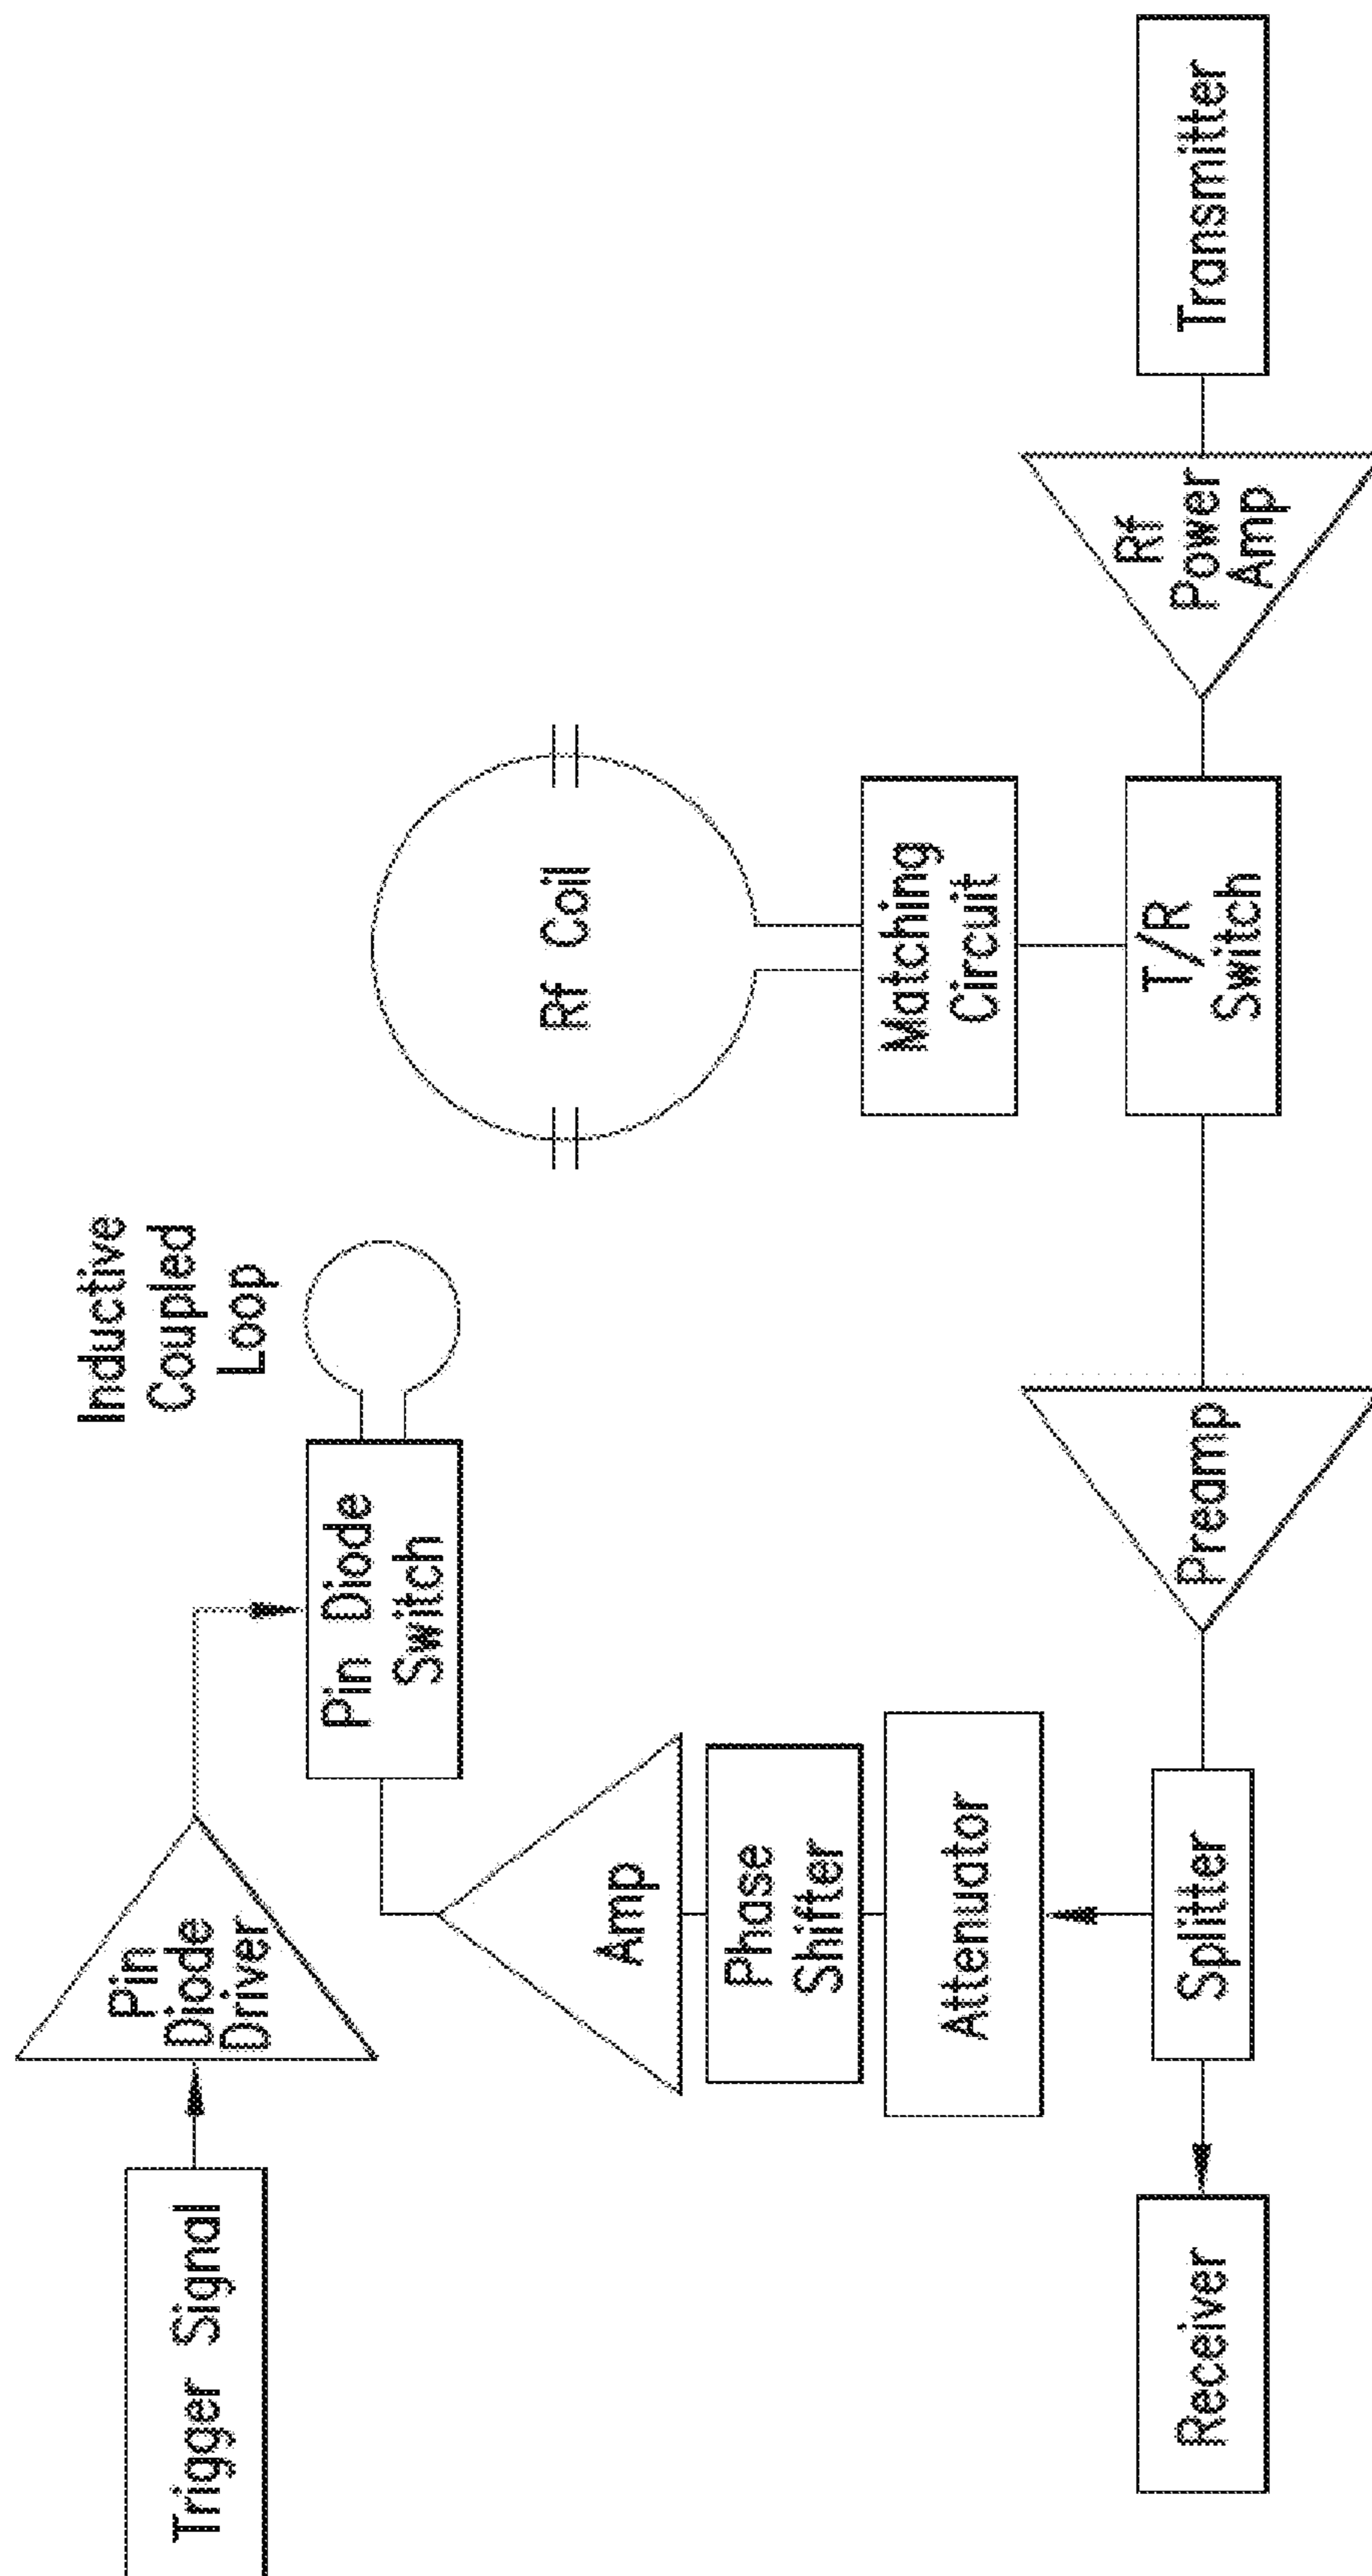 Trigger Signal
Pin
Diode
Driver
Inductive
Coupled
Loop
Pin Diode
Switch
Rf Coil
Amp
Phase
Shifter
Attenuator
Matching
Circuit
Receiver
Splitter
Preamp
T/R
Switch
Rf
Power
Amp
Transmitter